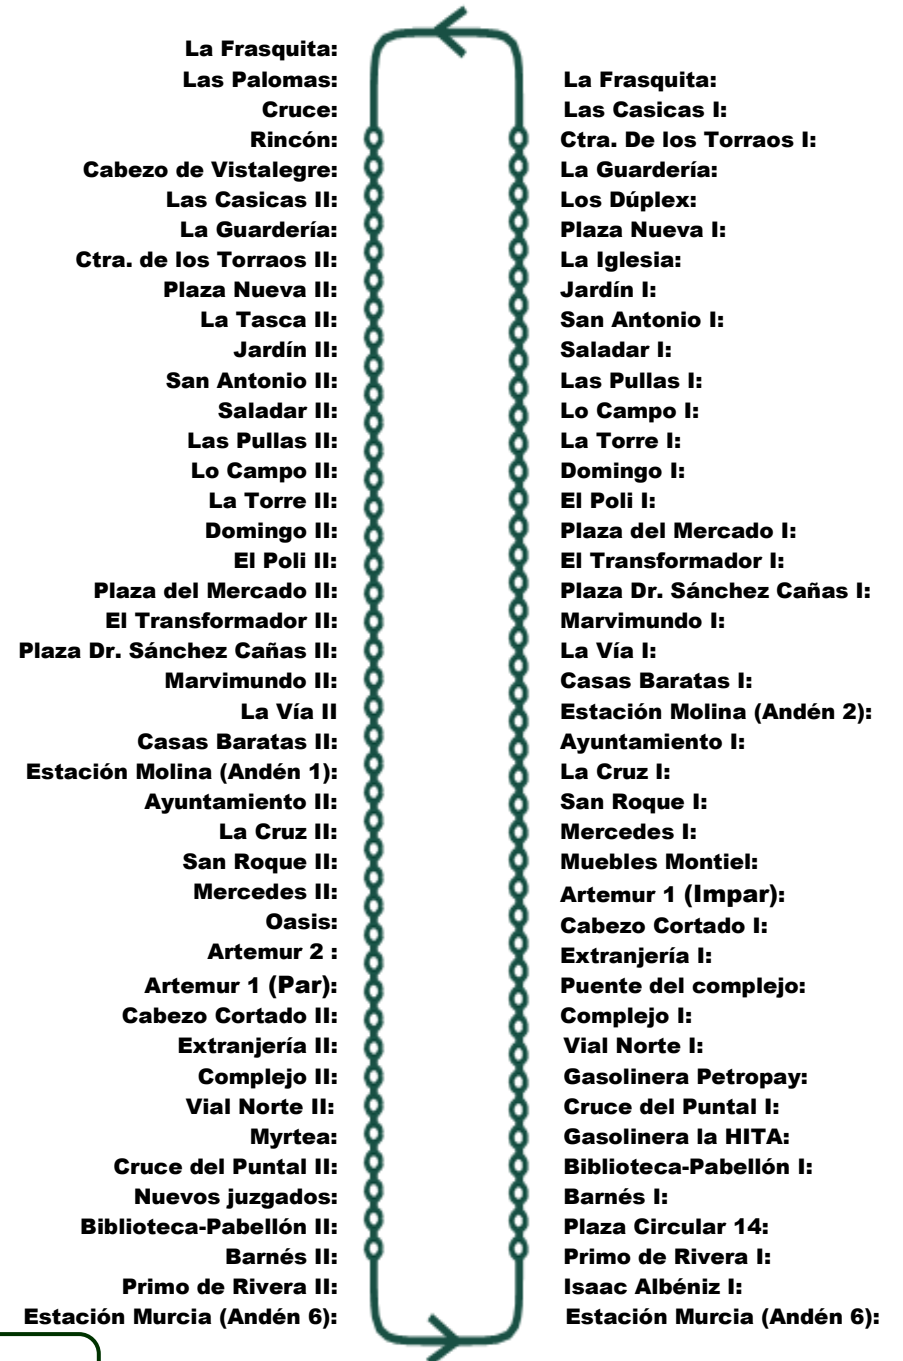 La Frasquita:
Las Palomas:
Cruce:
Rincón:
Cabezo de Vistalegre:
Las Casicas II:
La Guardería:
Ctra. de los Torraos II:
Plaza Nueva II:
La Tasca II:
Jardín II:
San Antonio II:
Saladar II:
Las Pullas II:
Lo Campo II:
La Torre II:
Domingo II:
El Poli II:
Plaza del Mercado II:
El Transformador II:
Plaza Dr. Sánchez Cañas II:
Marvimundo II:
La Vía II
Casas Baratas II:
Estación Molina (Andén 1):
Ayuntamiento II:
La Cruz II:
San Roque II:
Mercedes II:
Oasis:
Artemur 2 :
Artemur 1 (Par):
Cabezo Cortado II:
Extranjería II:
Complejo II:
Vial Norte II:
Myrtea:
Cruce del Puntal II:
Nuevos juzgados:
Biblioteca-Pabellón II:
Barnés II:
Primo de Rivera II:
Estación Murcia (Andén 6):
La Frasquita:
Las Casicas I:
Ctra. De los Torraos I:
La Guardería:
Los Dúplex:
Plaza Nueva I:
La Iglesia:
Jardín I:
San Antonio I:
Saladar I:
Las Pullas I:
Lo Campo I:
La Torre I:
Domingo I:
El Poli I:
Plaza del Mercado I:
El Transformador I:
Plaza Dr. Sánchez Cañas I:
Marvimundo I:
La Vía I:
Casas Baratas I:
Estación Molina (Andén 2):
Ayuntamiento I:
La Cruz I:
San Roque I:
Mercedes I:
Muebles Montiel:
Artemur 1 (Impar):
Cabezo Cortado I:
Extranjería I:
Puente del complejo:
Complejo I:
Vial Norte I:
Gasolinera Petropay:
Cruce del Puntal I:
Gasolinera la HITA:
Biblioteca-Pabellón I:
Barnés I:
Plaza Circular 14:
Primo de Rivera I:
Isaac Albéniz I:
Estación Murcia (Andén 6):